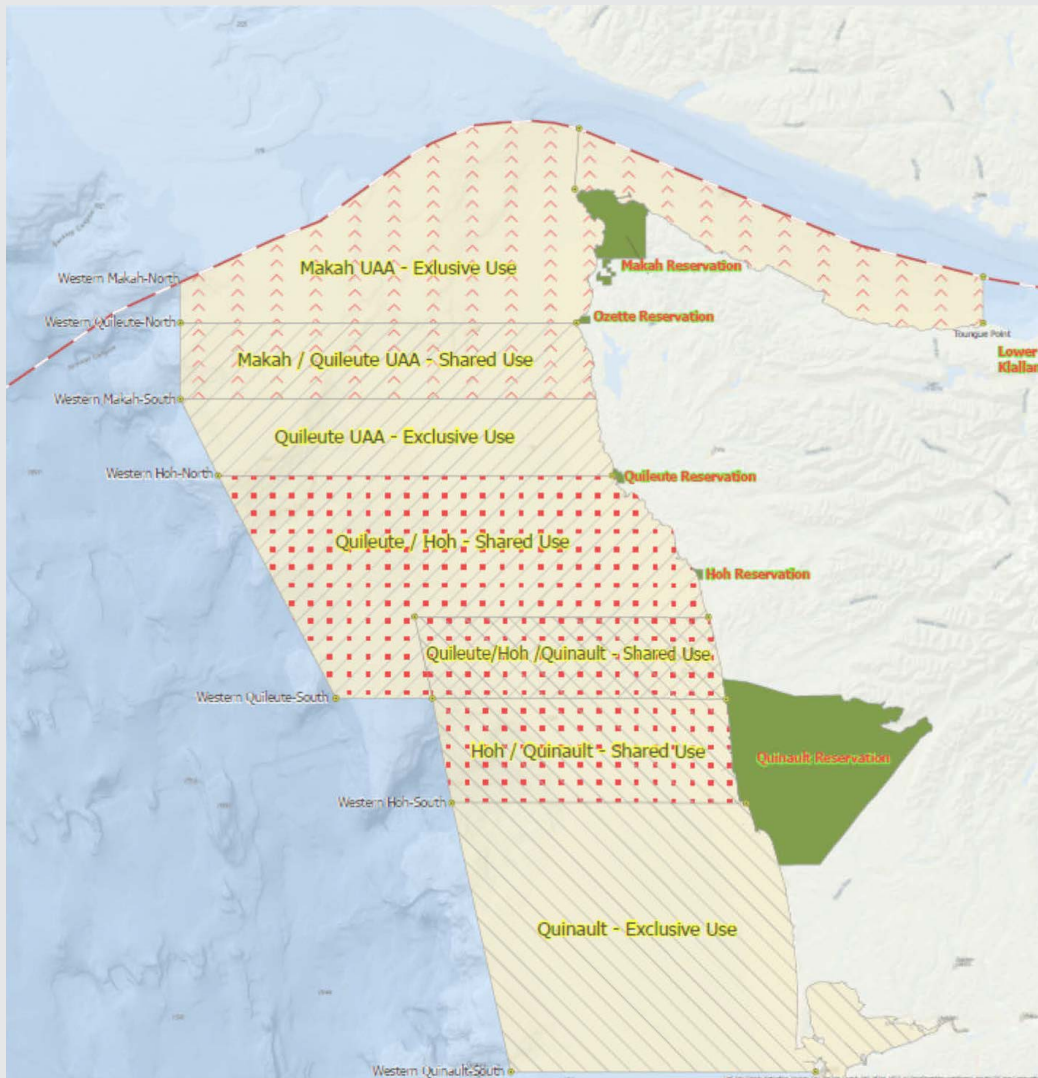 Western Makah-North
Makah UAA - Exlusive Use
Makah Reservation
Western Quileute-North
Ozette Reservation
Toungue Point
Makah / Quileute UAA - Shared Use
Lower
Klallam
Western Makah-South
Quileute UAA - Exclusive Use
Western Hoh-North
Quileute Reservation
Quileute / Hoh - Shared Use
Hoh Reservation
Quileute/Hoh /Quinault - Shared Use
Western Quileute-South
Hoh / Quinault - Shared Use
Quinault Reservation
Western Hoh-South
Quinault - Exclusive Use
Western Quinault-South